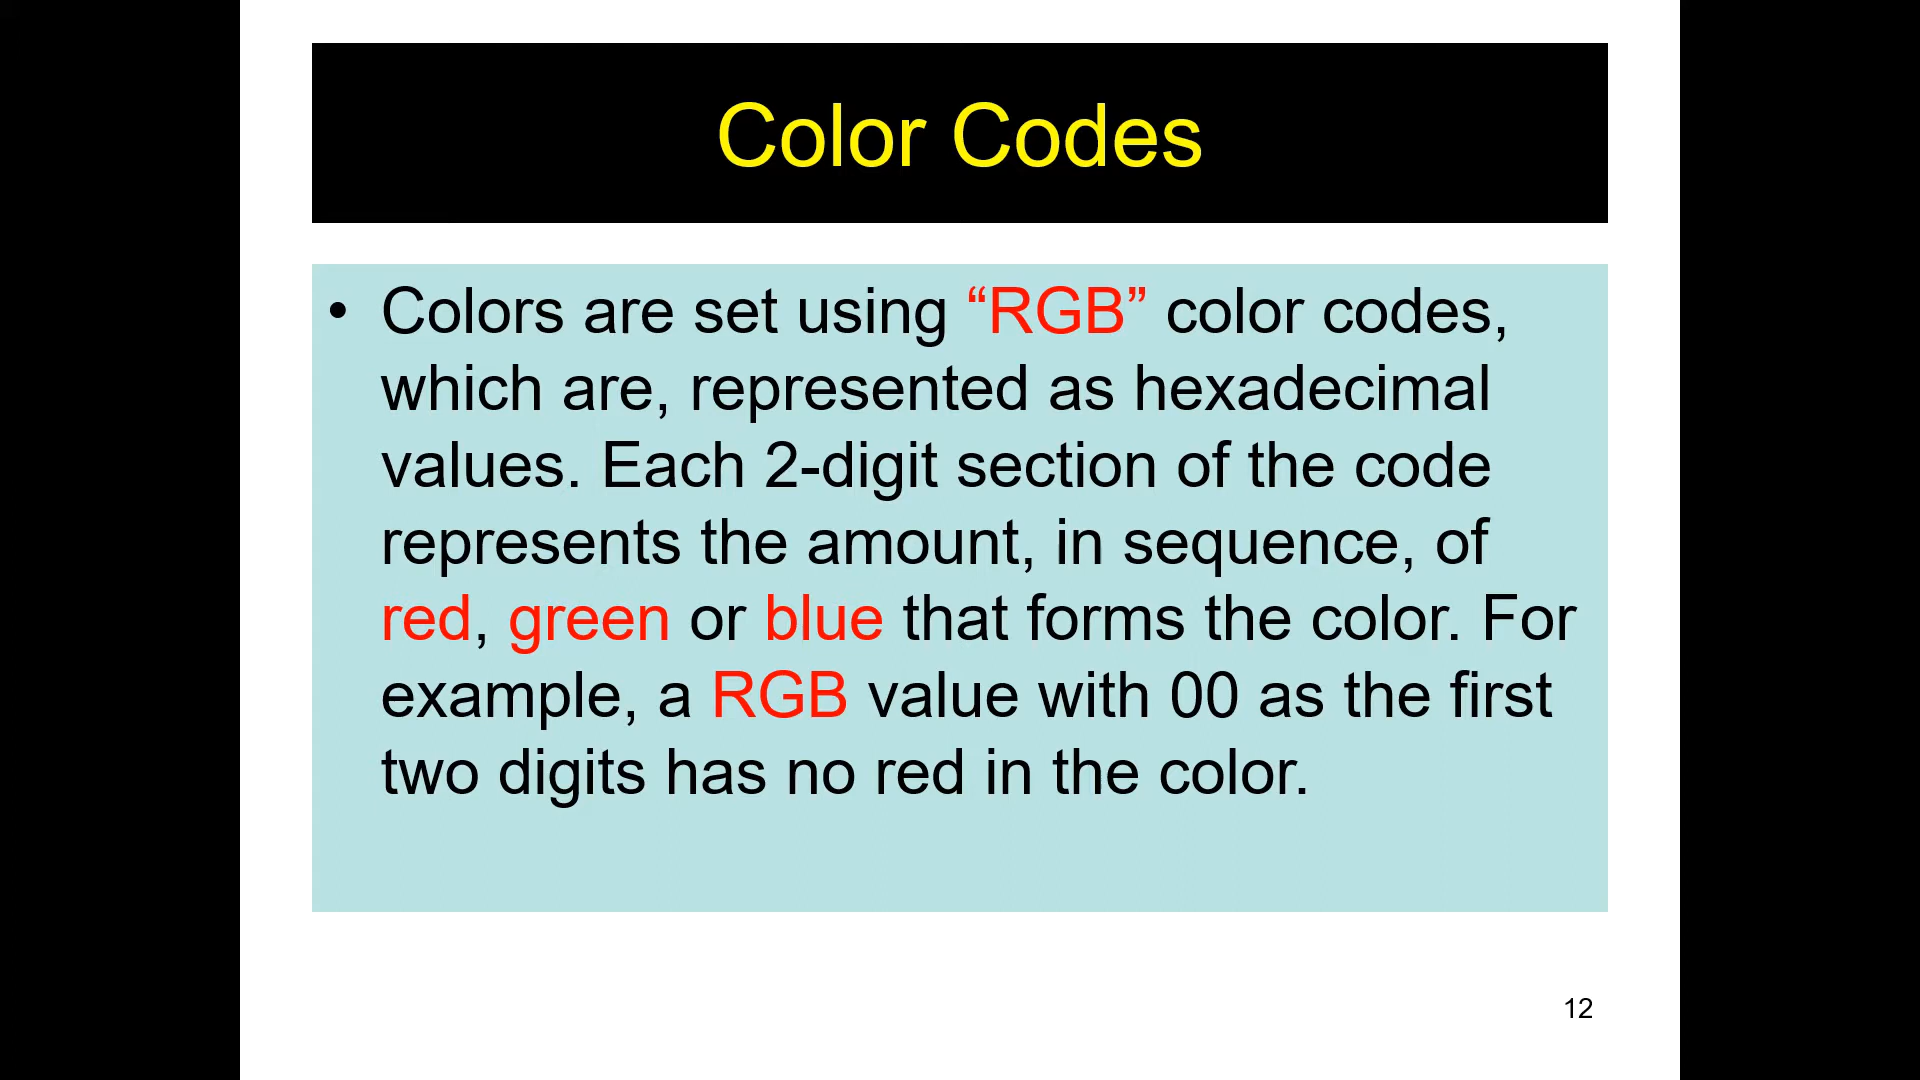 Color Codes
• Colors are set using “RGB” color codes,
which are, represented as hexadecimal
values. Each 2-digit section of the code
represents the amount, in sequence, of
red, green or blue that forms the color. For
example, a RGB value with 00 as the first
two digits has no red in the color.
12